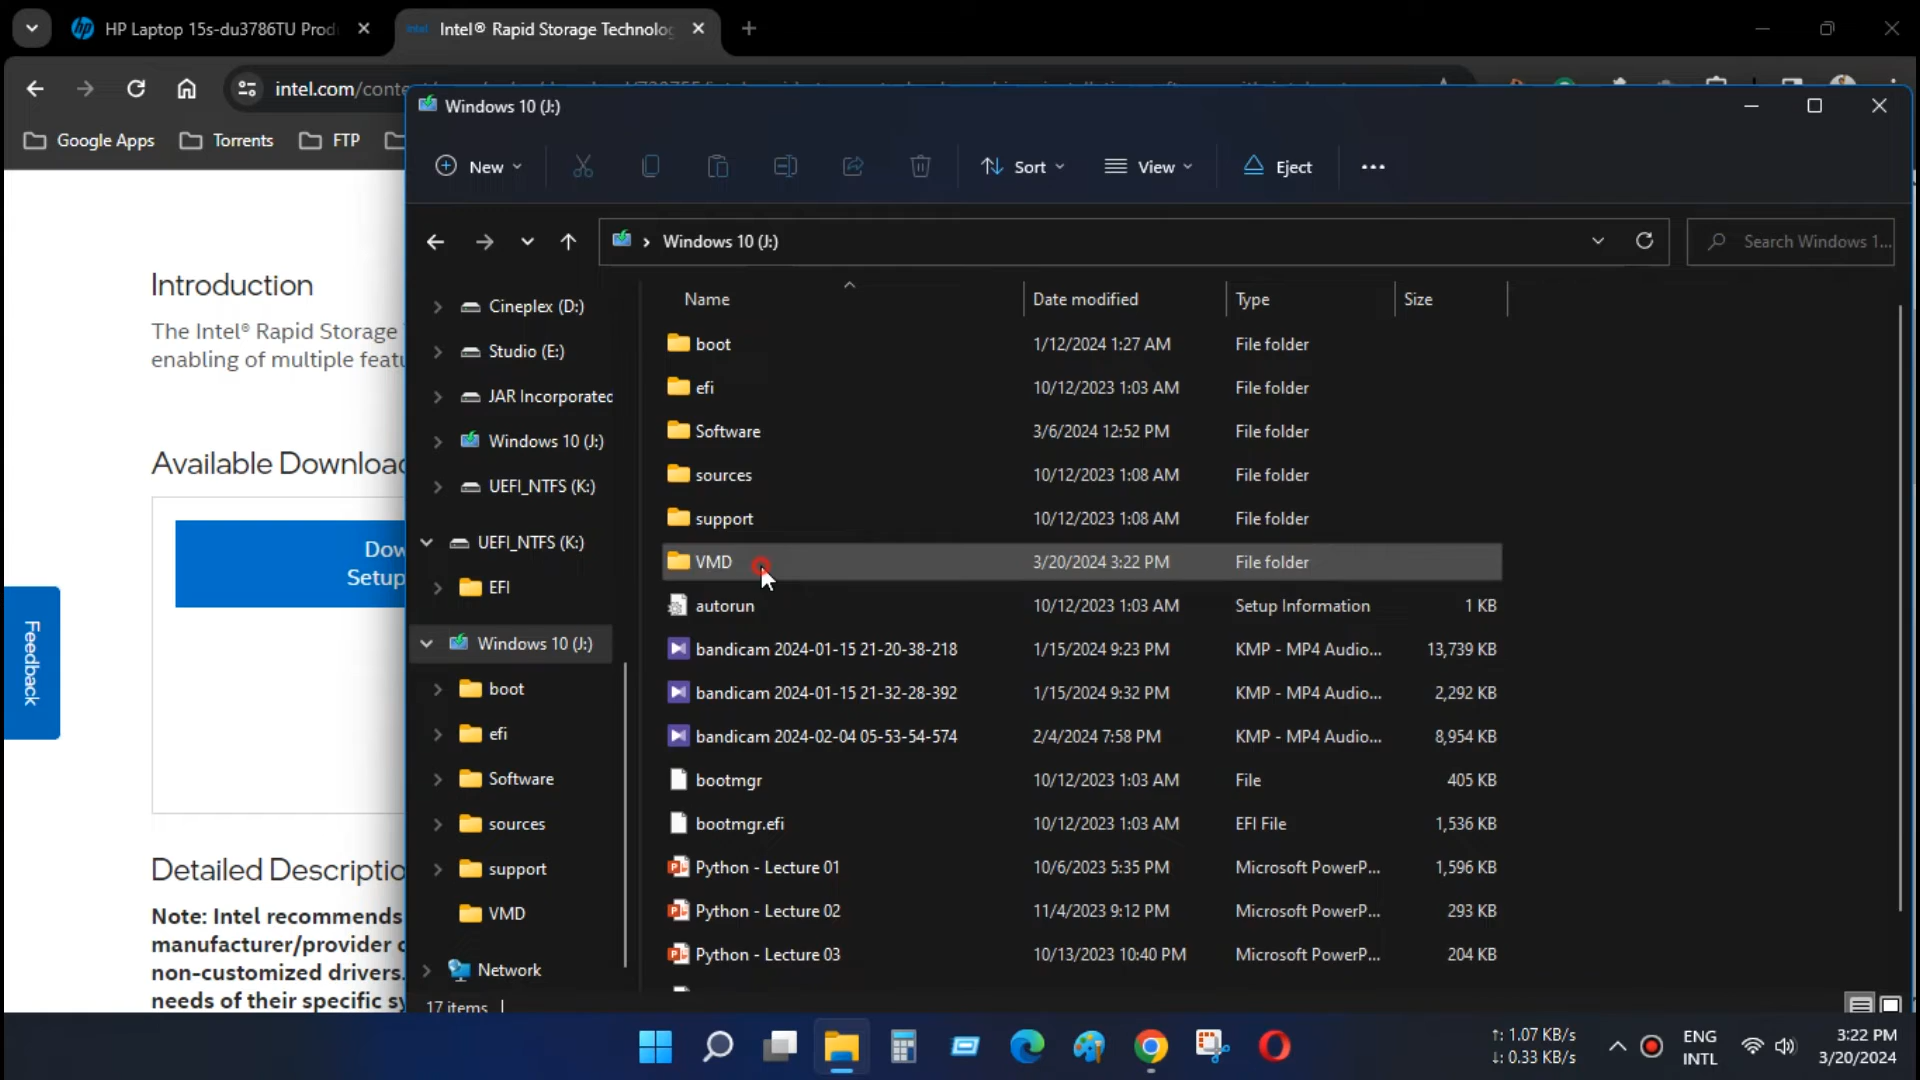 HP Laptop 15s-du3786TU Prod
Intel® Rapid Storage Technolog
intel.com/conte
Google Apps
Torrents
FTP
Windows 10 (J:)
New
Sort
View
Eject
Windows 10 (J:)
Search Windows 1...
Name
Date modified
Type
Size
Cineplex (D:)
Studio (E:)
JAR Incorporated
Windows 10 (J:)
UEFI_NTFS (K:)
UEFI_NTFS (K:)
EFI
Windows 10 (J:)
boot
efi
Software
sources
support
VMD
Network
boot 1/12/2024 1:27 AM File folder
efi 10/12/2023 1:03 AM File folder
Software 3/6/2024 12:52 PM File folder
sources 10/12/2023 1:08 AM File folder
support 10/12/2023 1:08 AM File folder
VMD 3/20/2024 3:22 PM File folder
autorun 10/12/2023 1:03 AM Setup Information 1 KB
bandicam 2024-01-15 21-20-38-218 1/15/2024 9:23 PM KMP - MP4 Audio... 13,739 KB
bandicam 2024-01-15 21-32-28-392 1/15/2024 9:32 PM KMP - MP4 Audio... 2,292 KB
bandicam 2024-02-04 05-53-54-574 2/4/2024 7:58 PM KMP - MP4 Audio... 8,954 KB
bootmgr 10/12/2023 1:03 AM File 405 KB
bootmgr.efi 10/12/2023 1:03 AM EFI File 1,536 KB
Python - Lecture 01 10/6/2023 5:35 PM Microsoft PowerP... 1,596 KB
Python - Lecture 02 11/4/2023 9:12 PM Microsoft PowerP... 293 KB
Python - Lecture 03 10/13/2023 10:40 PM Microsoft PowerP... 204 KB
17 items
Introduction
The Intel® Rapid Storage
enabling of multiple featu
Available Download
Dow
Setup
Feedback
Detailed Descriptio
Note: Intel recommends
manufacturer/provider o
non-customized drivers.
needs of their specific sy
↑: 1.07 KB/s
↓: 0.33 KB/s
ENG
INTL
3:22 PM
3/20/2024